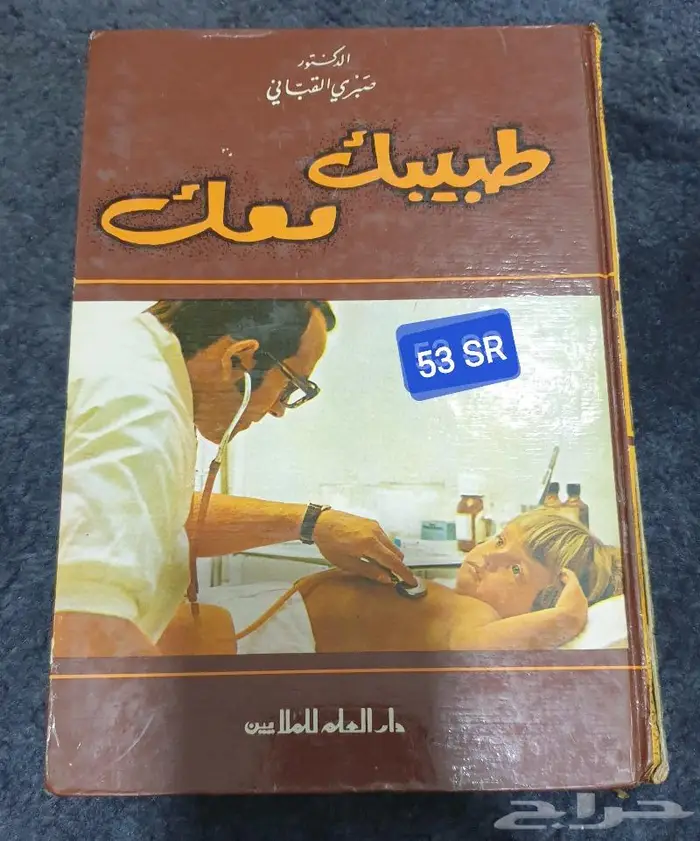 الدكتور
صبري القباني
طبيبك
معك
53 SR
دار العلم للملايين
حراج